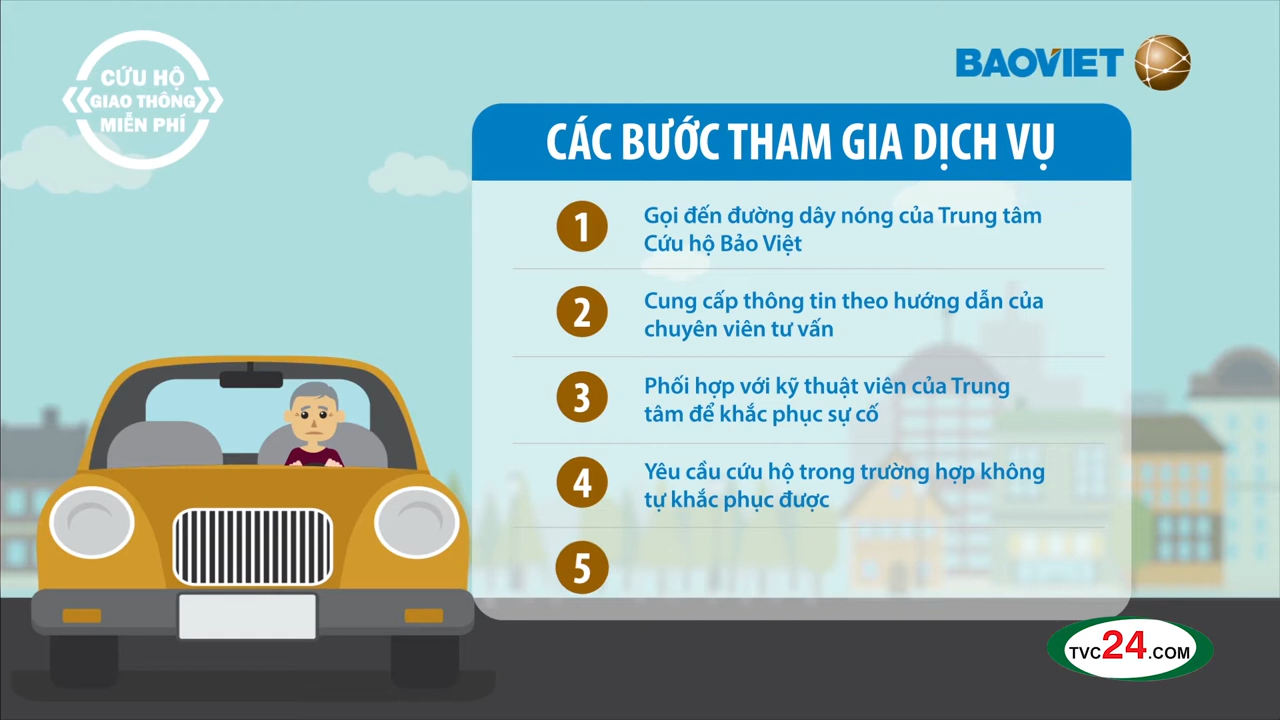 CỨU HỘ
GIAO THÔNG
MIỄN PHÍ
BAOVIET
CÁC BƯỚC THAM GIA DỊCH VỤ
1
Gọi đến đường dây nóng của Trung tâm
Cứu hộ Bảo Việt
2
Cung cấp thông tin theo hướng dẫn của
chuyên viên tư vấn
3
Phối hợp với kỹ thuật viên của Trung
tâm để khắc phục sự cố
4
Yêu cầu cứu hộ trong trường hợp không
tự khắc phục được
5
TVC24.COM